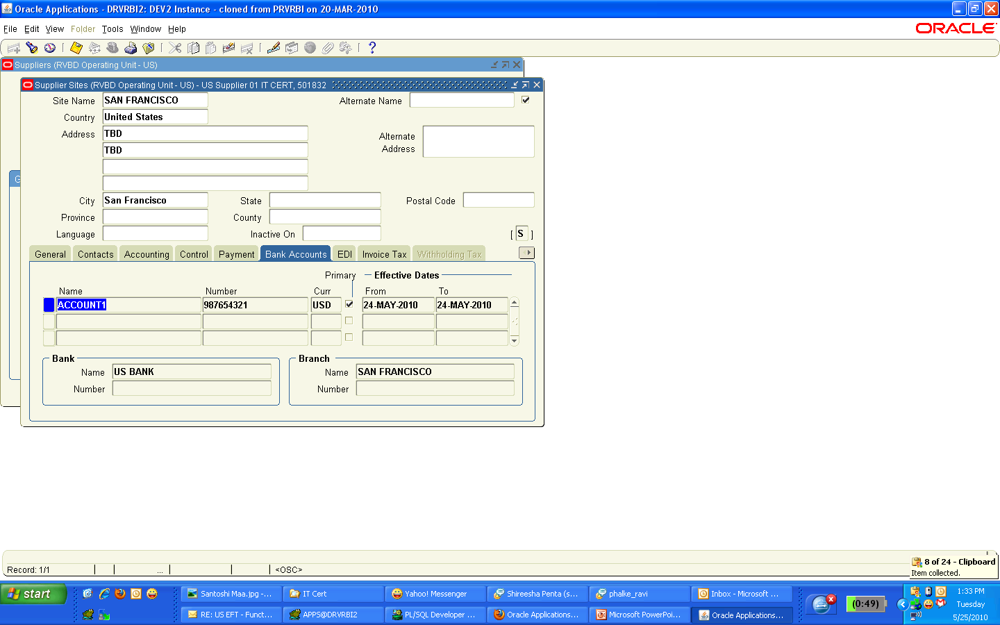 Oracle Applications - DRVRBI2: DEV2 Instance - cloned from PRVRBI on 20-MAR-2010
File Edit View Folder Tools Window Help
ORACLE
Suppliers (RVBD Operating Unit - US)
Supplier Sites (RVBD Operating Unit - US) - US Supplier 01 IT CERT, 501832
Site Name SAN FRANCISCO Alternate Name
Country United States
Address TBD
Alternate Address
TBD
City San Francisco State Postal Code
Province County
Language Inactive On [ S ]
General Contacts Accounting Control Payment Bank Accounts EDI Invoice Tax Withholding Tax
Primary Effective Dates
Name Number Curr From To
ACCOUNT1 987654321 USD 24-MAY-2010 24-MAY-2010
Bank Branch
Name US BANK Name SAN FRANCISCO
Number Number
8 of 24 - Clipboard
Item collected.
Record: 1/1 ... <OSC>
start
Santoshi Maa.jpg -... IT Cert Yahoo! Messenger Shireesha Penta (s... phalke_ravi Inbox - Microsoft ...
RE: US EFT - Funct... APPS@DRVRBI2 PL/SQL Developer ... Oracle Applications... Microsoft PowerPoi... Oracle Applications...
(0:49)
1:33 PM
Tuesday
5/25/2010